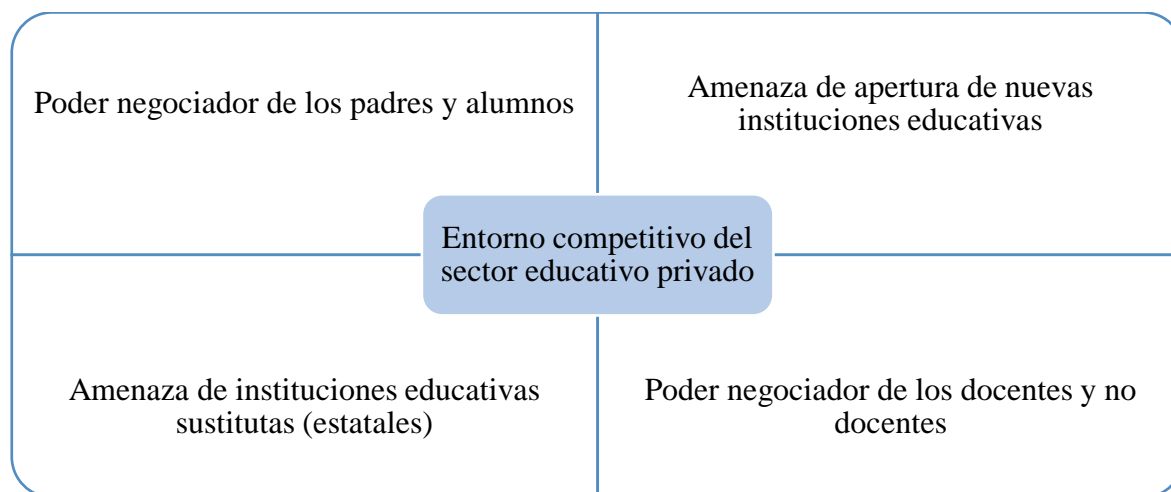 Poder negociador de los padres y alumnos
Amenaza de apertura de nuevas
instituciones educativas
Entorno competitivo del
sector educativo privado
Amenaza de instituciones educativas
sustitutas (estatales)
Poder negociador de los docentes y no
docentes